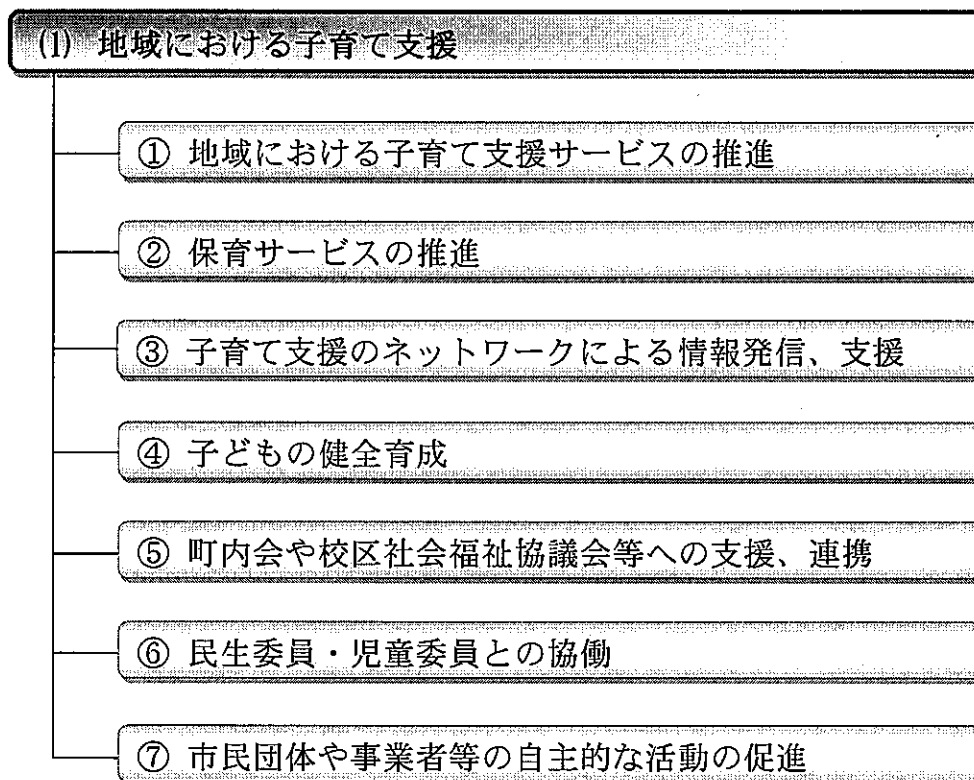 (1) 地域における子育て支援
① 地域における子育て支援サービスの推進
② 保育サービスの推進
③ 子育て支援のネットワークによる情報発信、支援
④ 子どもの健全育成
⑤ 町内会や校区社会福祉協議会等への支援、連携
⑥ 民生委員・児童委員との協働
⑦ 市民団体や事業者等の自主的な活動の促進